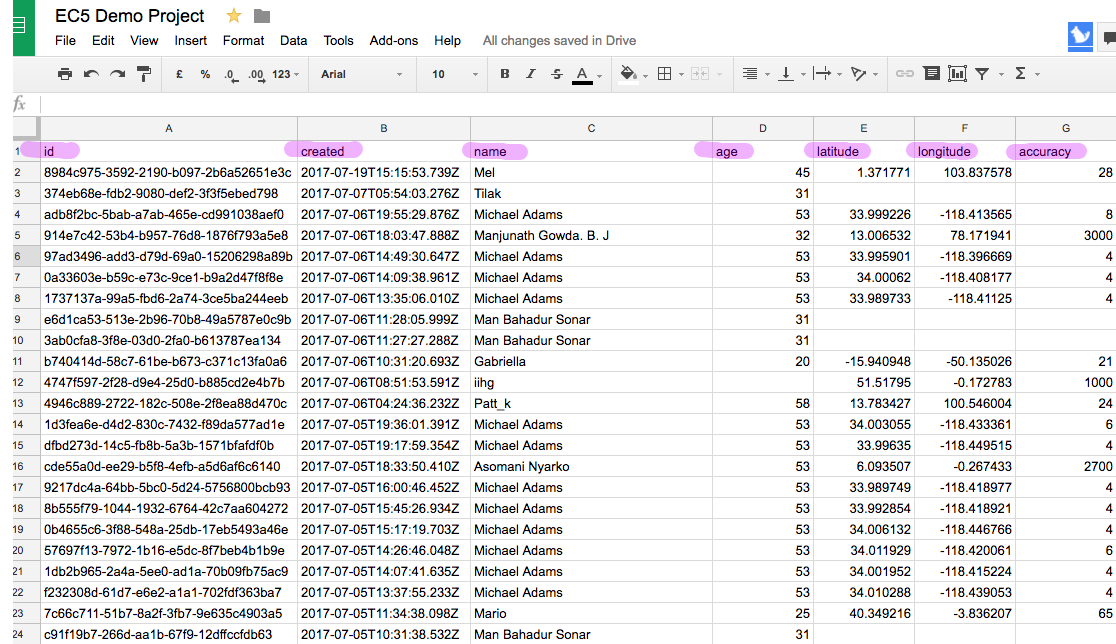 EC5 Demo Project
File Edit View Insert Format Data Tools Add-ons Help All changes saved in Drive
£ % .0 .00 123 Arial 10 B I S A Σ
fx
A B C D E F G
1 id created name age latitude longitude accuracy
2 8984c975-3592-2190-b097-2b6a52651e3c 2017-07-19T15:15:53.739Z Mel 45 1.371771 103.837578 28
3 374eb68e-fdb2-9080-def2-3f3f5ebed798 2017-07-07T05:54:03.276Z Tilak 31
4 adb8f2bc-5bab-a7ab-465e-cd991038aef0 2017-07-06T19:55:29.876Z Michael Adams 53 33.999226 -118.413565 8
5 914e7c42-53b4-b957-76d8-1876f793a5e8 2017-07-06T18:03:47.888Z Manjunath Gowda. B. J 32 13.006532 78.171941 3000
6 97ad3496-add3-d79d-69a0-15206298a89b 2017-07-06T14:49:30.647Z Michael Adams 53 33.995901 -118.396669 4
7 0a33603e-b59c-e73c-9ce1-b9a2d47f8f8e 2017-07-06T14:09:38.961Z Michael Adams 53 34.00062 -118.408177 4
8 1737137a-99a5-fbd6-2a74-3ce5ba244eeb 2017-07-06T13:35:06.010Z Michael Adams 53 33.989733 -118.41125 4
9 e6d1ca53-513e-2b96-70b8-49a5787e0c9b 2017-07-06T11:28:05.999Z Man Bahadur Sonar 31
10 3ab0cfa8-3f8e-03d0-2fa0-b613787ea134 2017-07-06T11:27:27.288Z Man Bahadur Sonar 31
11 b740414d-58c7-61be-b673-c371c13fa0a6 2017-07-06T10:31:20.693Z Gabriella 20 -15.940948 -50.135026 21
12 4747f597-2f28-d9e4-25d0-b885cd2e4b7b 2017-07-06T08:51:53.591Z iihg 51.51795 -0.172783 1000
13 4946c889-2722-182c-508e-2f8ea88d470c 2017-07-06T04:24:36.232Z Patt_k 58 13.783427 100.546004 24
14 1d3fea6e-d4d2-830c-7432-f89da577ad1e 2017-07-05T19:36:01.391Z Michael Adams 53 34.003055 -118.433361 6
15 dfbd273d-14c5-fb8b-5a3b-1571bfafdf0b 2017-07-05T19:17:59.354Z Michael Adams 53 33.99635 -118.449515 4
16 cde55a0d-ee29-b5f8-4efb-a5d6af6c6140 2017-07-05T18:33:50.410Z Asomani Nyarko 53 6.093507 -0.267433 2700
17 9217dc4a-64bb-5bc0-5d24-5756800bcb93 2017-07-05T16:00:46.452Z Michael Adams 53 33.989749 -118.418977 4
18 8b555f79-1044-1932-6764-42c7aa604272 2017-07-05T15:45:26.934Z Michael Adams 53 33.992854 -118.418921 4
19 0b4655c6-3f88-548a-25db-17eb5493a46e 2017-07-05T15:17:19.703Z Michael Adams 53 34.006132 -118.446766 4
20 57697f13-7972-1b16-e5dc-8f7beb4b1b9e 2017-07-05T14:26:46.048Z Michael Adams 53 34.011929 -118.420061 6
21 1db2b965-2a4a-5ee0-ad1a-70b09fb75ac9 2017-07-05T14:07:41.635Z Michael Adams 53 34.001952 -118.415224 4
22 f232308d-61d7-e6e2-a1a1-702fdf363ba7 2017-07-05T13:37:55.233Z Michael Adams 53 34.010288 -118.439053 4
23 7c66c711-51b7-8a2f-3fb7-9e635c4903a5 2017-07-05T11:34:38.098Z Mario 25 40.349216 -3.836207 65
24 c91f19b7-266d-aa1b-67f9-12dffccfdb63 2017-07-05T10:31:38.532Z Man Bahadur Sonar 31